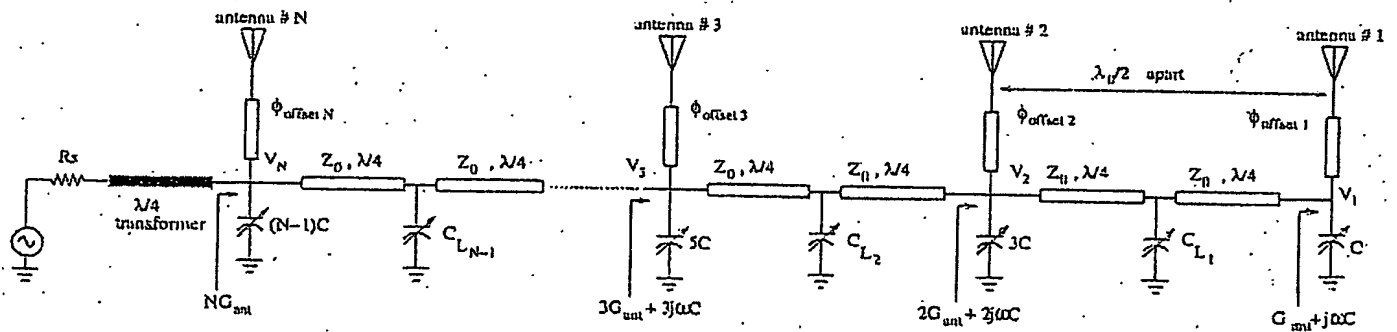 antenna # N
antenna # 3
antenna # 2
antenna # 1
λ0/2 apart
ϕoffset N
ϕoffset 3
ϕoffset 2
ϕoffset 1
Rs
VN
Z0 , λ/4
Z0 , λ/4
V3
Z0 , λ/4
Z0 , λ/4
V2
Z0 , λ/4
Z0 , λ/4
V1
λ/4
transformer
(N-1)C
CLN-1
5C
CL2
3C
CL1
C
NGant
3Gant + 3jωC
2Gant + 2jωC
Gant + jωC